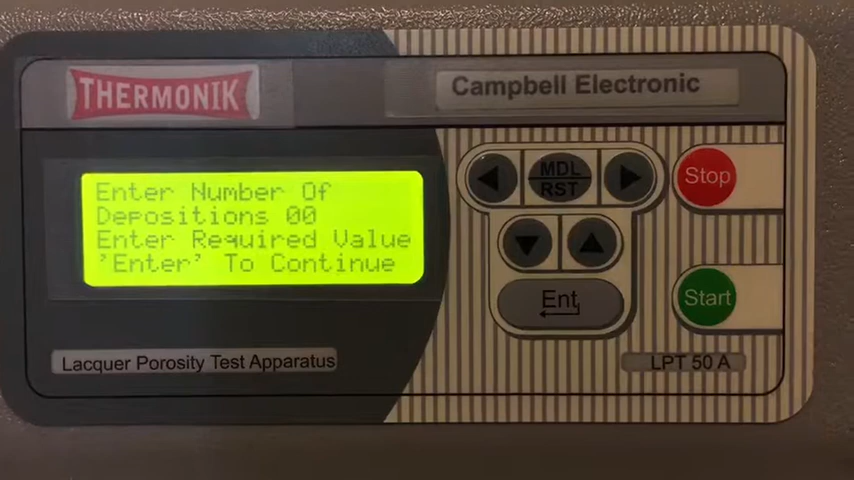 THERMONIK
Campbell Electronic
Enter Number Of
Depositions 00
Enter Required Value
'Enter' To Continue
MDL
RST
Stop
Ent
Start
Lacquer Porosity Test Apparatus
LPT 50 A